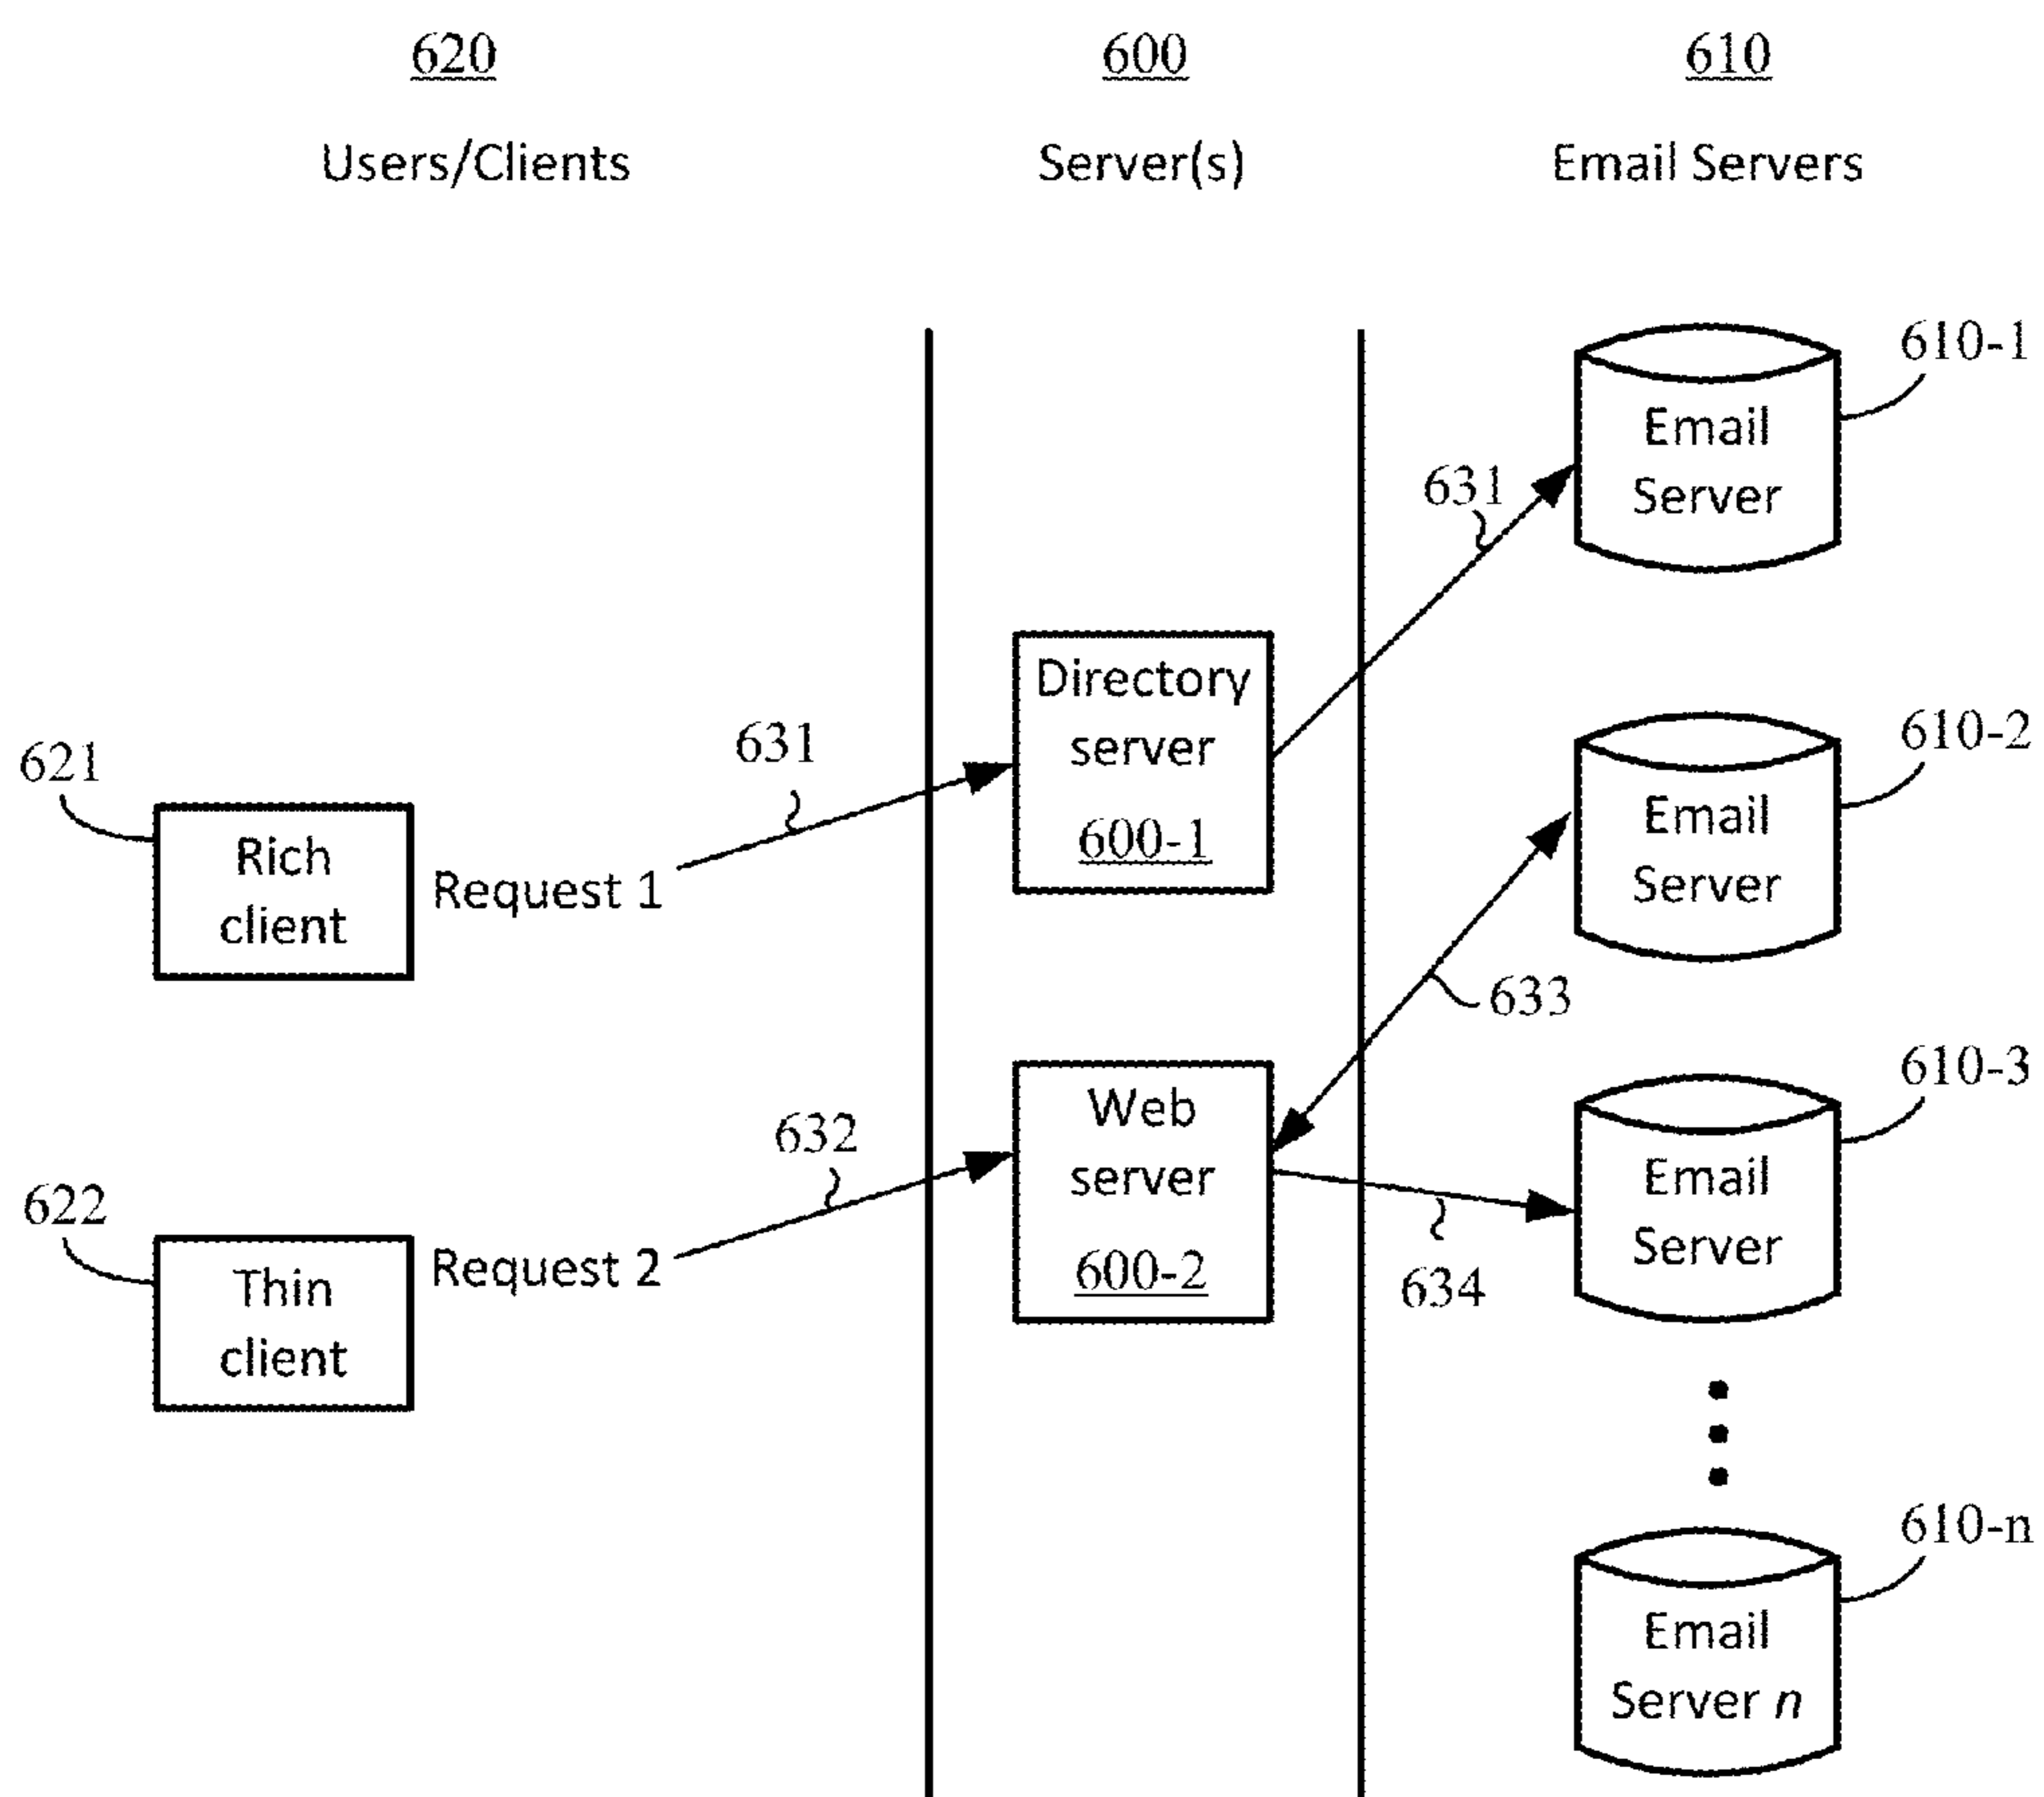 620
600
610
Users/Clients
Server(s)
Email Servers
610-1
Email
Server
631
Directory
server
600-1
610-2
Email
Server
631
621
Rich
client
Request 1
633
610-3
Email
Server
Web
server
600-2
632
634
622
Thin
client
Request 2
610-n
Email
Server n